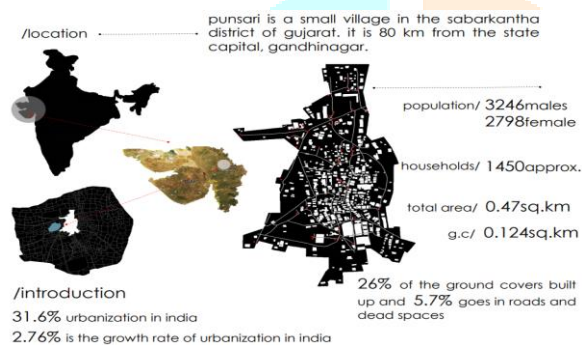 /location
punsari is a small village in the sabarkantha
district of gujarat. it is 80 km from the state
capital, gandhinagar.
population/ 3246males
2798female
households/ 1450approx.
total area/ 0.47sq.km
g.c/ 0.124sq.km
26% of the ground covers built
up and 5.7% goes in roads and
dead spaces
/introduction
31.6% urbanization in india
2.76% is the growth rate of urbanization in india